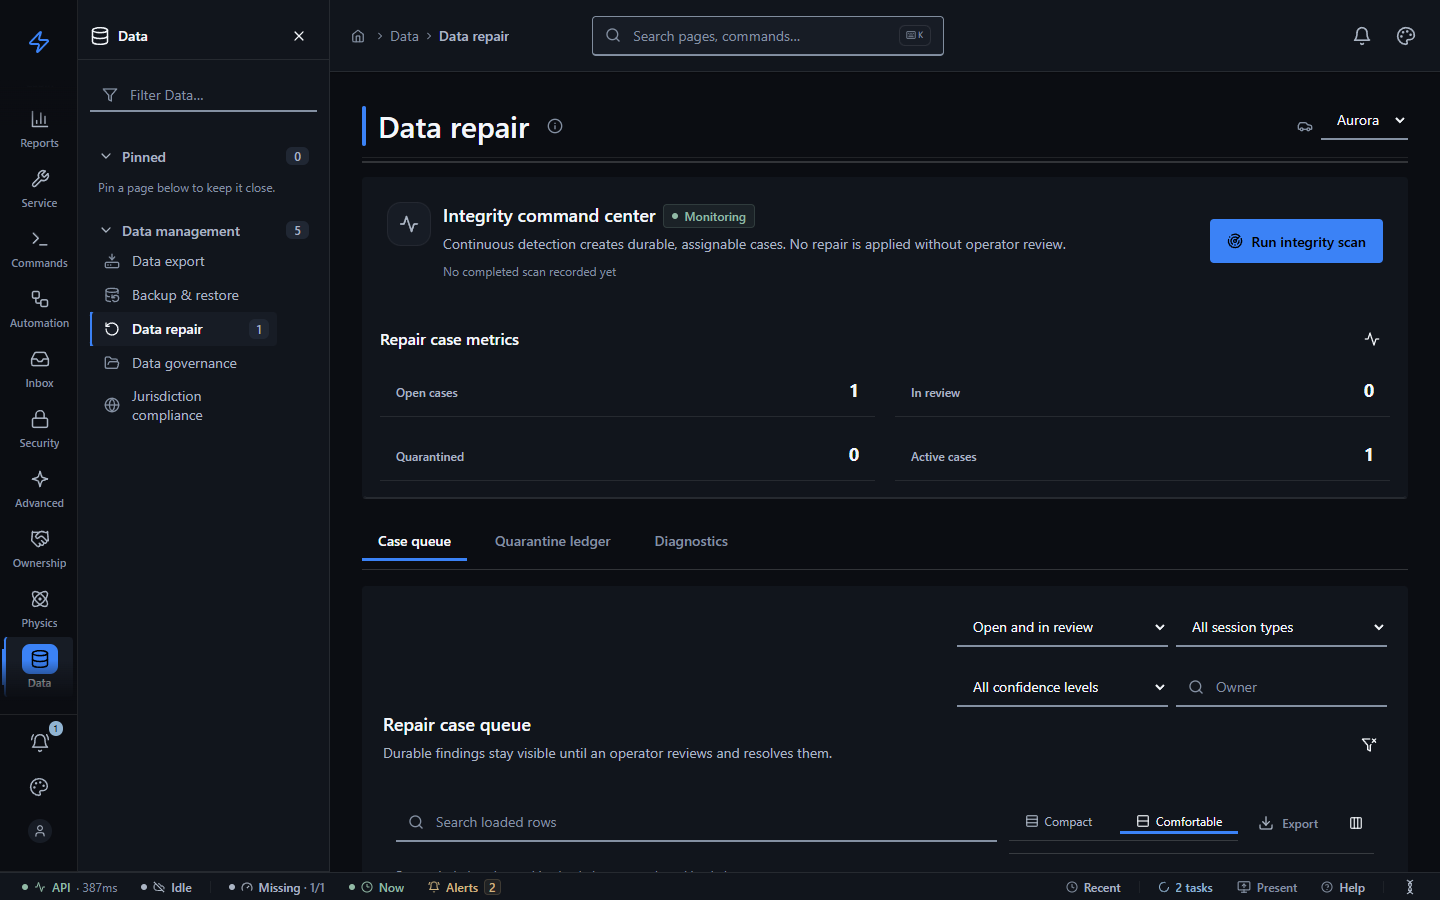 Data
Data
Data repair
Search pages, commands...
K
Filter Data...
Pinned
0
Pin a page below to keep it close.
Data management
5
Data export
Backup & restore
Data repair
1
Data governance
Jurisdiction
compliance
Reports
Service
Commands
Automation
Inbox
Security
Advanced
Ownership
Physics
Data
1
Data repair
Aurora
Integrity command center
Monitoring
Continuous detection creates durable, assignable cases. No repair is applied without operator review.
No completed scan recorded yet
Run integrity scan
Repair case metrics
Open cases
1
In review
0
Quarantined
0
Active cases
1
Case queue
Quarantine ledger
Diagnostics
Open and in review
All session types
All confidence levels
Owner
Repair case queue
Durable findings stay visible until an operator reviews and resolves them.
Search loaded rows
Compact
Comfortable
Export
API · 387ms
Idle
Missing · 1/1
Now
Alerts 2
Recent
2 tasks
Present
Help